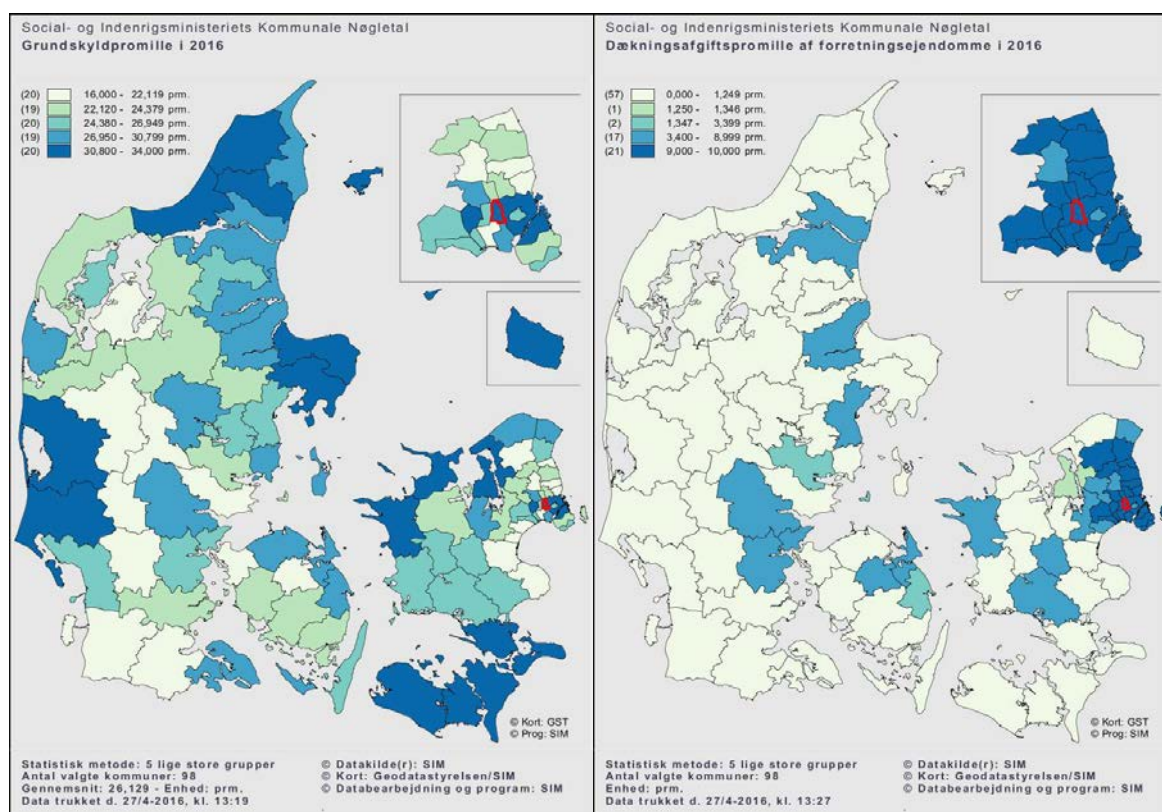 Social- og Indenrigsministeriets Kommunale Nøgletal
Grundskyldpromille i 2016
(20) 16,000 - 22,119 prm.
(19) 22,120 - 24,379 prm.
(20) 24,380 - 26,949 prm.
(19) 26,950 - 30,799 prm.
(20) 30,800 - 34,000 prm.
© Kort: GST
© Prog: SIM
Statistisk metode: 5 lige store grupper
Antal valgte kommuner: 98
Gennemsnit: 26,129 - Enhed: prm.
Data trukket d. 27/4-2016, kl. 13:19
© Datakilde(r): SIM
© Kort: Geodatastyrelsen/SIM
© Databearbejdning og program: SIM
Social- og Indenrigsministeriets Kommunale Nøgletal
Dækningsafgiftspromille af forretningsejendomme i 2016
(57) 0,000 - 1,249 prm.
(1) 1,250 - 1,346 prm.
(2) 1,347 - 3,399 prm.
(17) 3,400 - 8,999 prm.
(21) 9,000 - 10,000 prm.
© Kort: GST
© Prog: SIM
Statistisk metode: 5 lige store grupper
Antal valgte kommuner: 98
Enhed: prm.
Data trukket d. 27/4-2016, kl. 13:27
© Datakilde(r): SIM
© Kort: Geodatastyrelsen/SIM
© Databearbejdning og program: SIM